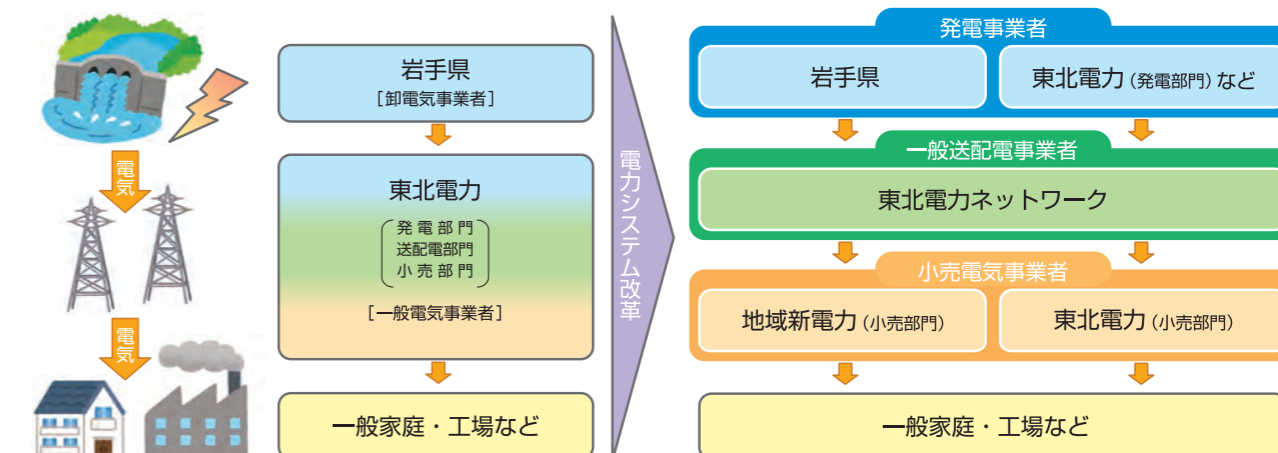 電気
電気
岩手県
[卸電気事業者]
東北電力
発電部門
送配電部門
小売部門
[一般電気事業者]
一般家庭・工場など
電力システム改革
発電事業者
岩手県
東北電力(発電部門)など
一般送配電事業者
東北電力ネットワーク
小売電気事業者
地域新電力(小売部門)
東北電力(小売部門)
一般家庭・工場など